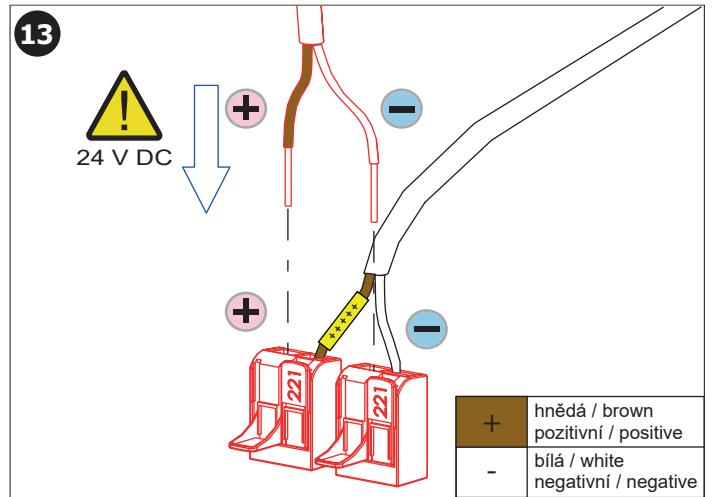 13
24 V DC
+
-
+
+++++
-
221
221
+ hnědá / brown
pozitivní / positive
- bílá / white
negativní / negative